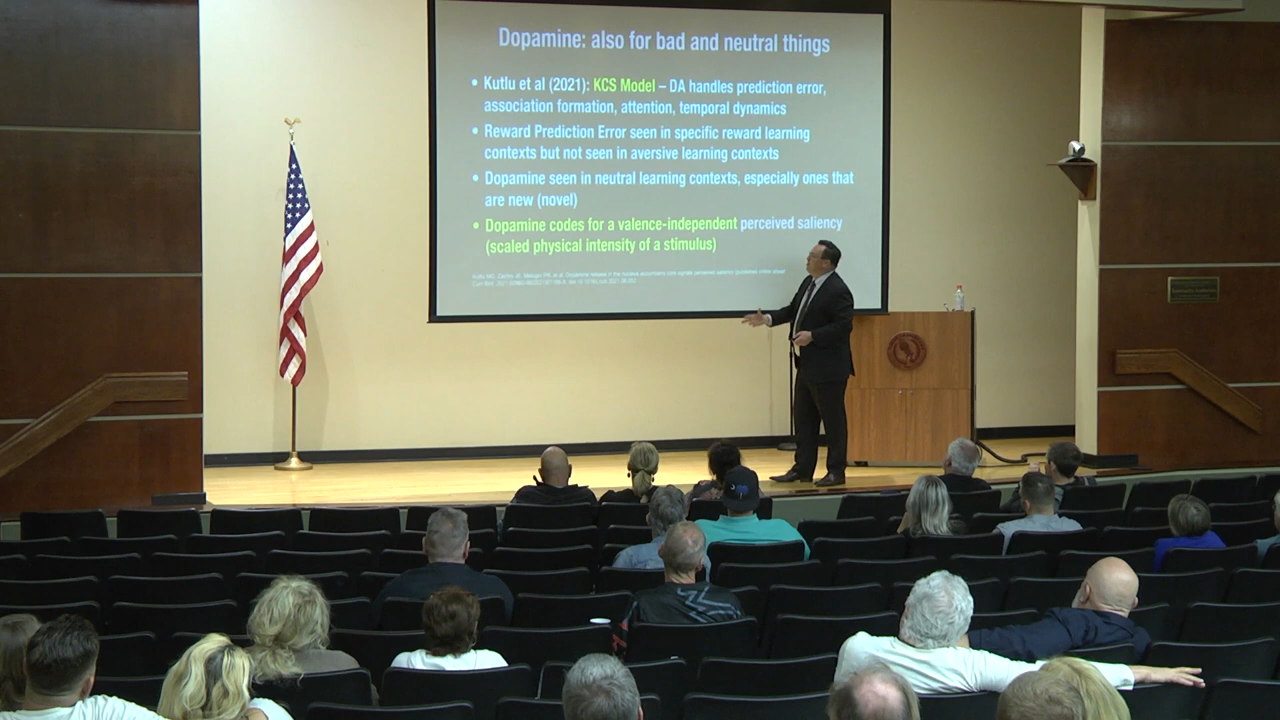 Dopamine: also for bad and neutral things
• Kutlu et al (2021): KCS Model – DA handles prediction error,
association formation, attention, temporal dynamics
• Reward Prediction Error seen in specific reward learning
contexts but not seen in aversive learning contexts
• Dopamine seen in neutral learning contexts, especially ones that
are new (novel)
• Dopamine codes for a valence-independent perceived saliency
(scaled physical intensity of a stimulus)